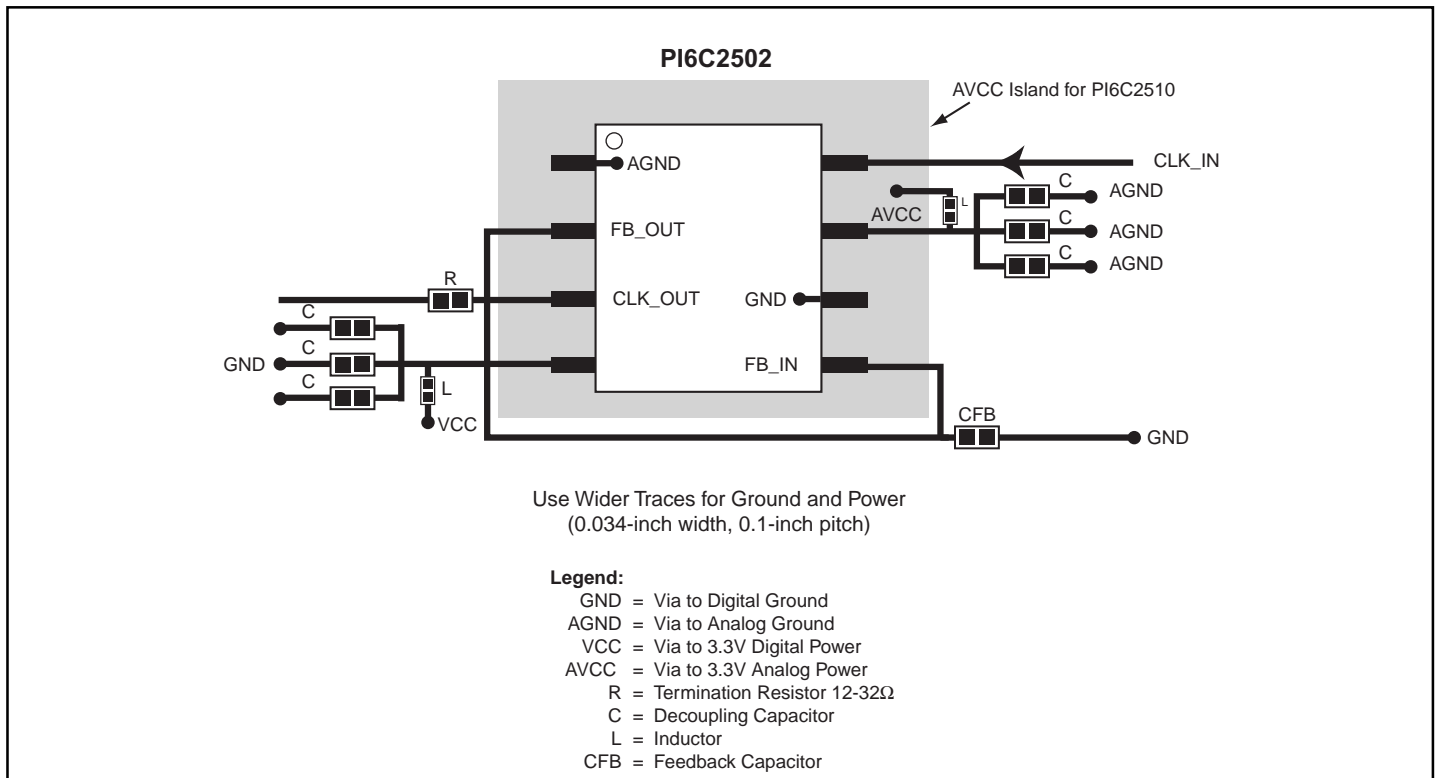 PI6C2502
AVCC Island for PI6C2510
AGND
CLK_IN
C
AGND
L
AVCC
FB_OUT
C
AGND
C
AGND
R
CLK_OUT
GND
C
C
GND
FB_IN
C
L
VCC
CFB
GND
Use Wider Traces for Ground and Power
(0.034-inch width, 0.1-inch pitch)
Legend:
GND = Via to Digital Ground
AGND = Via to Analog Ground
VCC = Via to 3.3V Digital Power
AVCC = Via to 3.3V Analog Power
R = Termination Resistor 12-32Ω
C = Decoupling Capacitor
L = Inductor
CFB = Feedback Capacitor